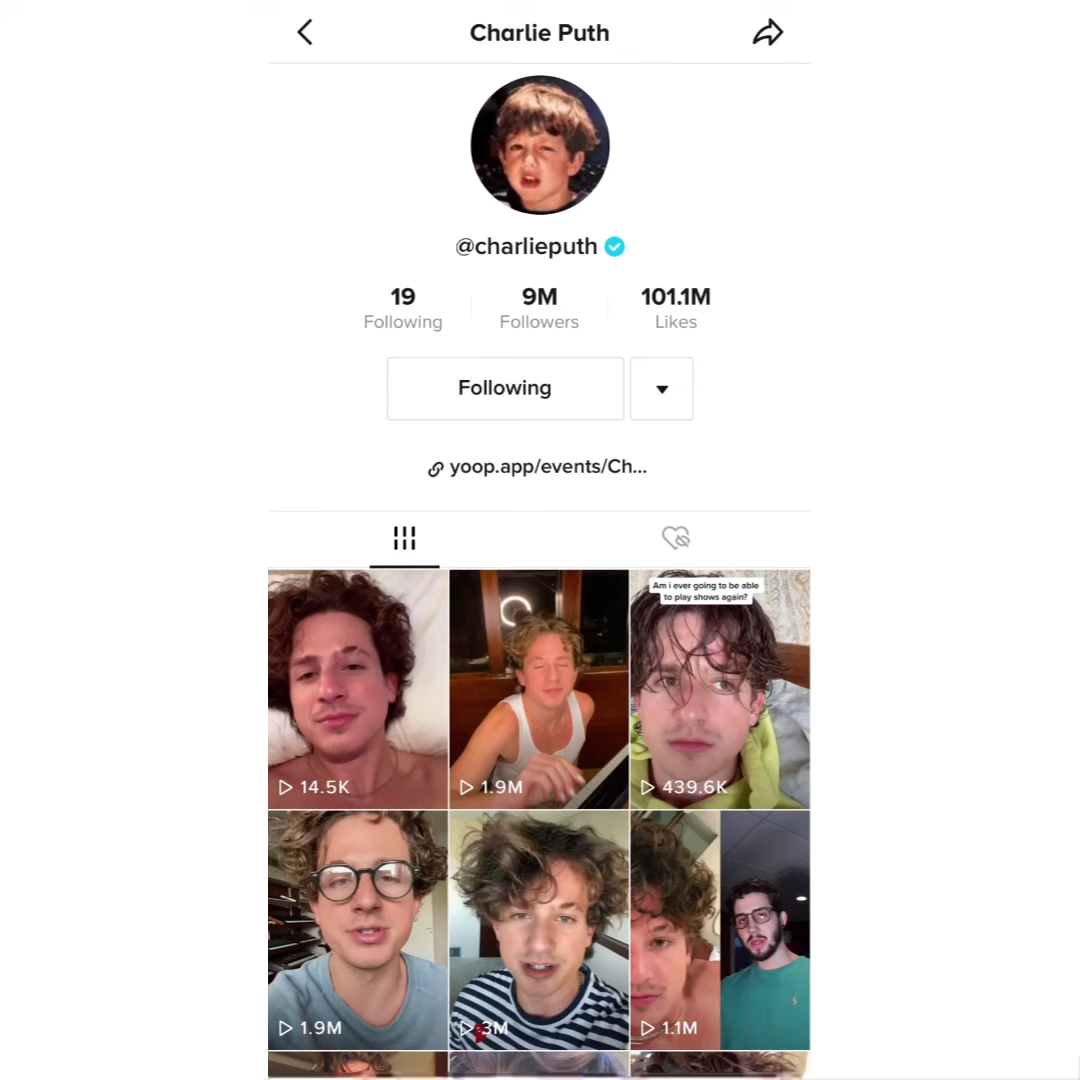 Charlie Puth
@charlieputh
19 9M 101.1M
Following Followers Likes
Following
yoop.app/events/Ch...
Am i ever going to be able
to play shows again?
14.5K 1.9M 439.6K
1.9M 3M 1.1M